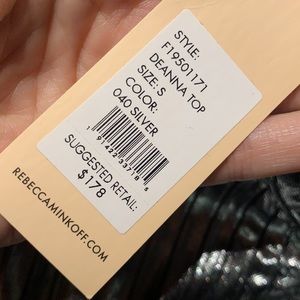 STYLE:
F19501171
DEANNA TOP
SIZE: S
COLOR:
040 SILVER
SUGGESTED RETAIL:
$178
REBECCAMINKOFF.COM